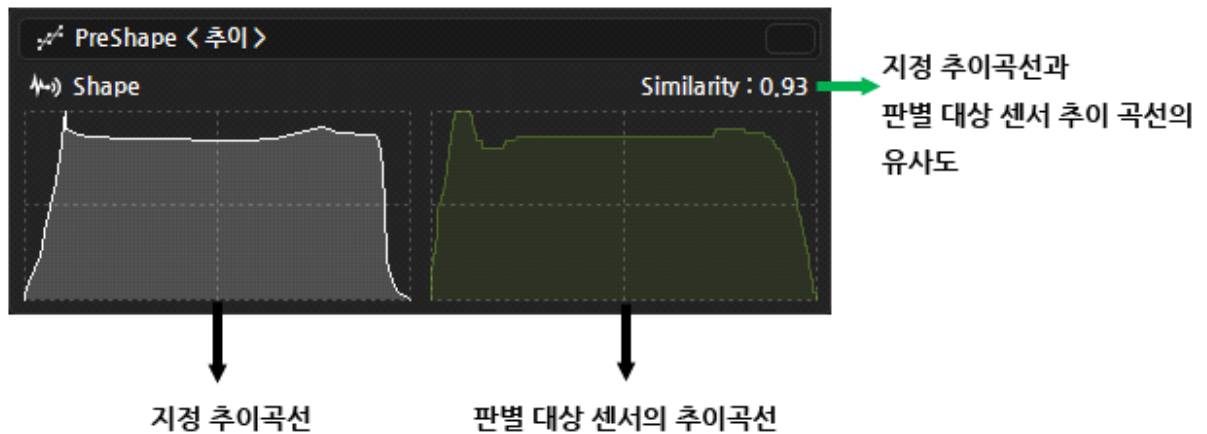 PreShape < 추이 >
Shape
Similarity : 0.93
지정 추이곡선과
판별 대상 센서 추이 곡선의
유사도
지정 추이곡선
판별 대상 센서의 추이곡선